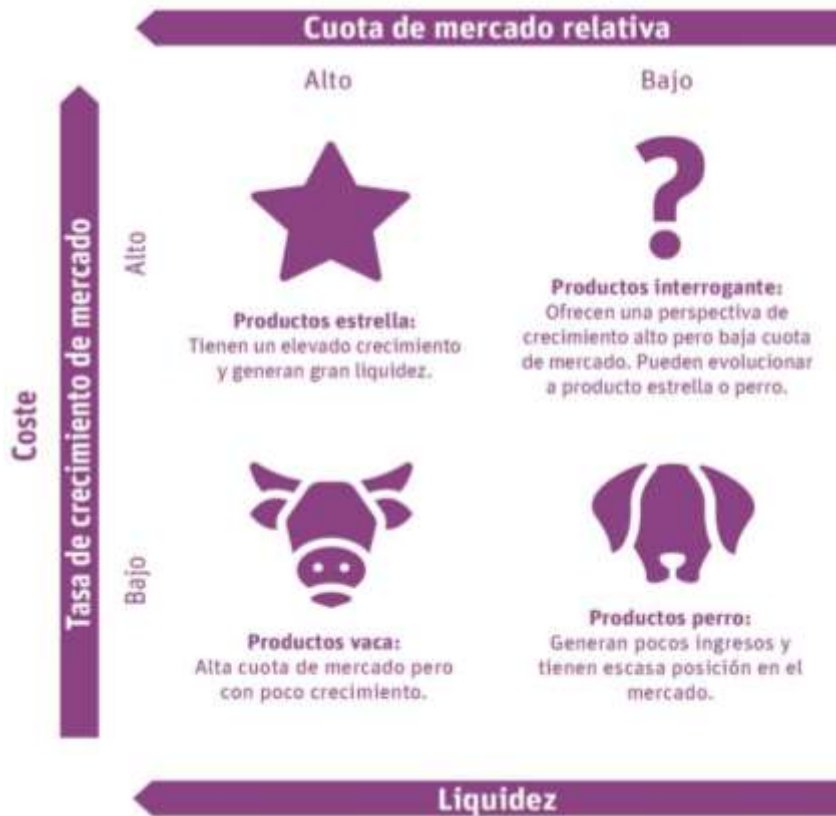 Cuota de mercado relativa
Alto
Bajo
Coste
Tasa de crecimiento de mercado
Alto
?
Productos estrella:
Tienen un elevado crecimiento
y generan gran liquidez.
Productos interrogante:
Ofrecen una perspectiva de
crecimiento alto pero baja cuota
de mercado. Pueden evolucionar
a producto estrella o perro.
Bajo
Productos vaca:
Alta cuota de mercado pero
con poco crecimiento.
Productos perro:
Generan pocos ingresos y
tienen escasa posición en el
mercado.
Liquidez